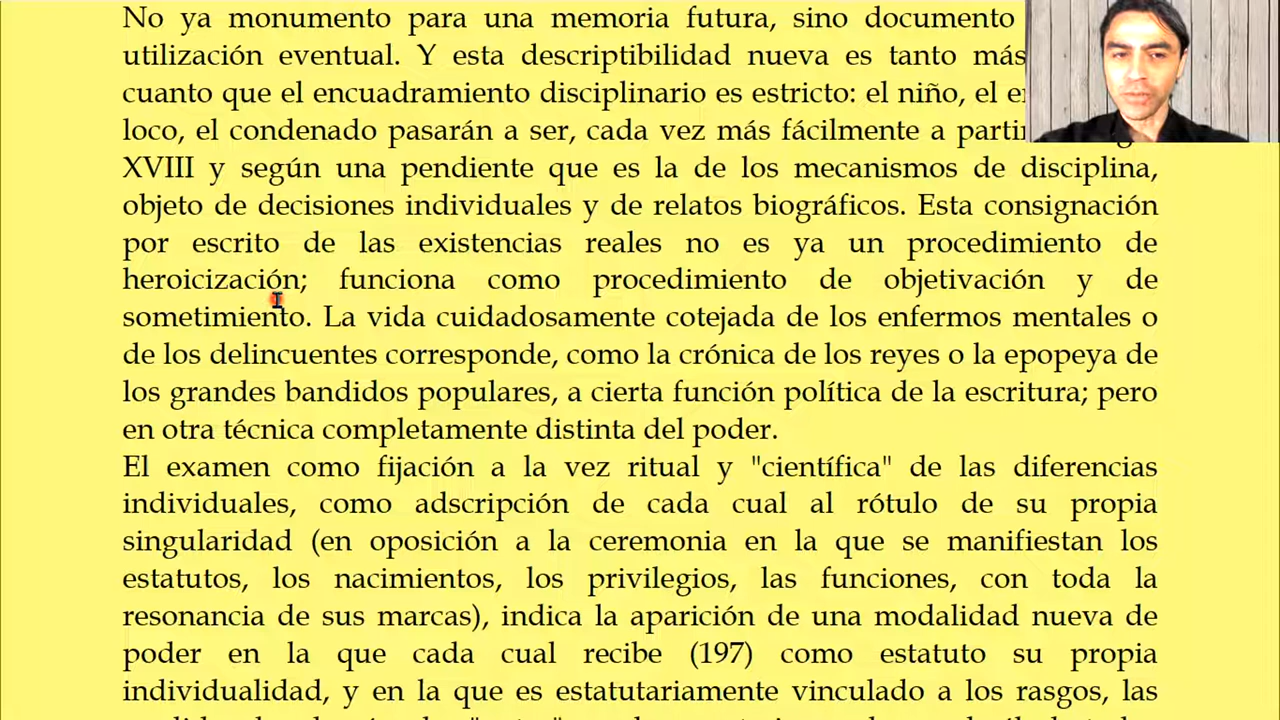 No ya monumento para una memoria futura, sino documento
utilización eventual. Y esta descriptibilidad nueva es tanto más
cuanto que el encuadramiento disciplinario es estricto: el niño, el
loco, el condenado pasarán a ser, cada vez más fácilmente a
XVIII y según una pendiente que es la de los mecanismos de disciplina,
objeto de decisiones individuales y de relatos biográficos. Esta consignación
por escrito de las existencias reales no es ya un procedimiento de
heroicización; funciona como procedimiento de objetivación y de
sometimiento. La vida cuidadosamente cotejada de los enfermos mentales o
de los delincuentes corresponde, como la crónica de los reyes o la epopeya de
los grandes bandidos populares, a cierta función política de la escritura; pero
en otra técnica completamente distinta del poder.
El examen como fijación a la vez ritual y "científica" de las diferencias
individuales, como adscripción de cada cual al rótulo de su propia
singularidad (en oposición a la ceremonia en la que se manifiestan los
estatutos, los nacimientos, los privilegios, las funciones, con toda la
resonancia de sus marcas), indica la aparición de una modalidad nueva de
poder en la que cada cual recibe (197) como estatuto su propia
individualidad, y en la que es estatutariamente vinculado a los rasgos, las